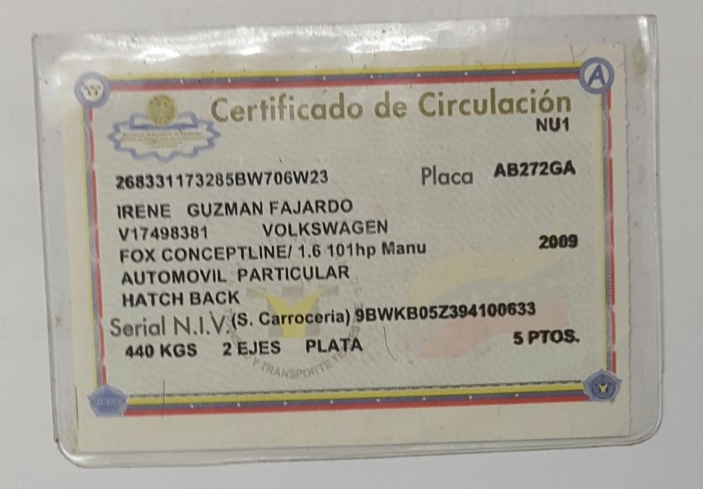 A
Certificado de Circulación
NU1
268331173285BW706W23 Placa AB272GA
IRENE GUZMAN FAJARDO
V17498381 VOLKSWAGEN
FOX CONCEPTLINE/ 1.6 101hp Manu 2009
AUTOMOVIL PARTICULAR
HATCH BACK
Serial N.I.V. (S. Carroceria) 9BWKB05Z394100633
440 KGS 2 EJES PLATA 5 PTOS.
Y TRANSPORTE